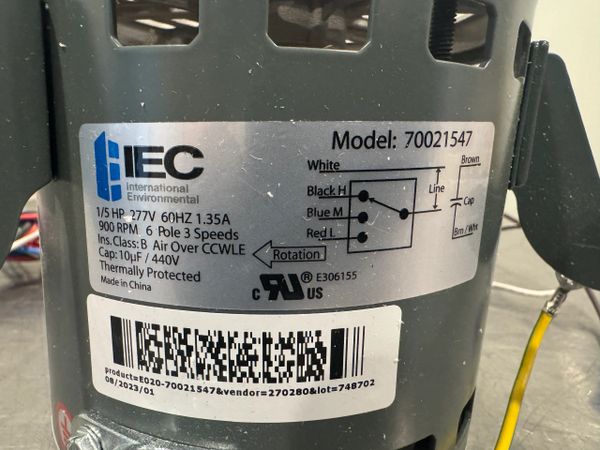 IEC
International
Environmental
Model: 70021547
1/5 HP 277V 60HZ 1.35A
900 RPM 6 Pole 3 Speeds
Ins.Class: B Air Over CCWLE
Cap: 10µF / 440V
Thermally Protected
Made in China
Rotation
White
Black H
Blue M
Red L
Line
Brown
Cap
Brn / Wht
C RU ® US
E306155
product=E020-70021547&vendor=270280&lot=748702
08/2023/01